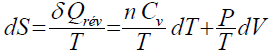 dS = δQ_rév / T = n C_v / T dT + P / T dV